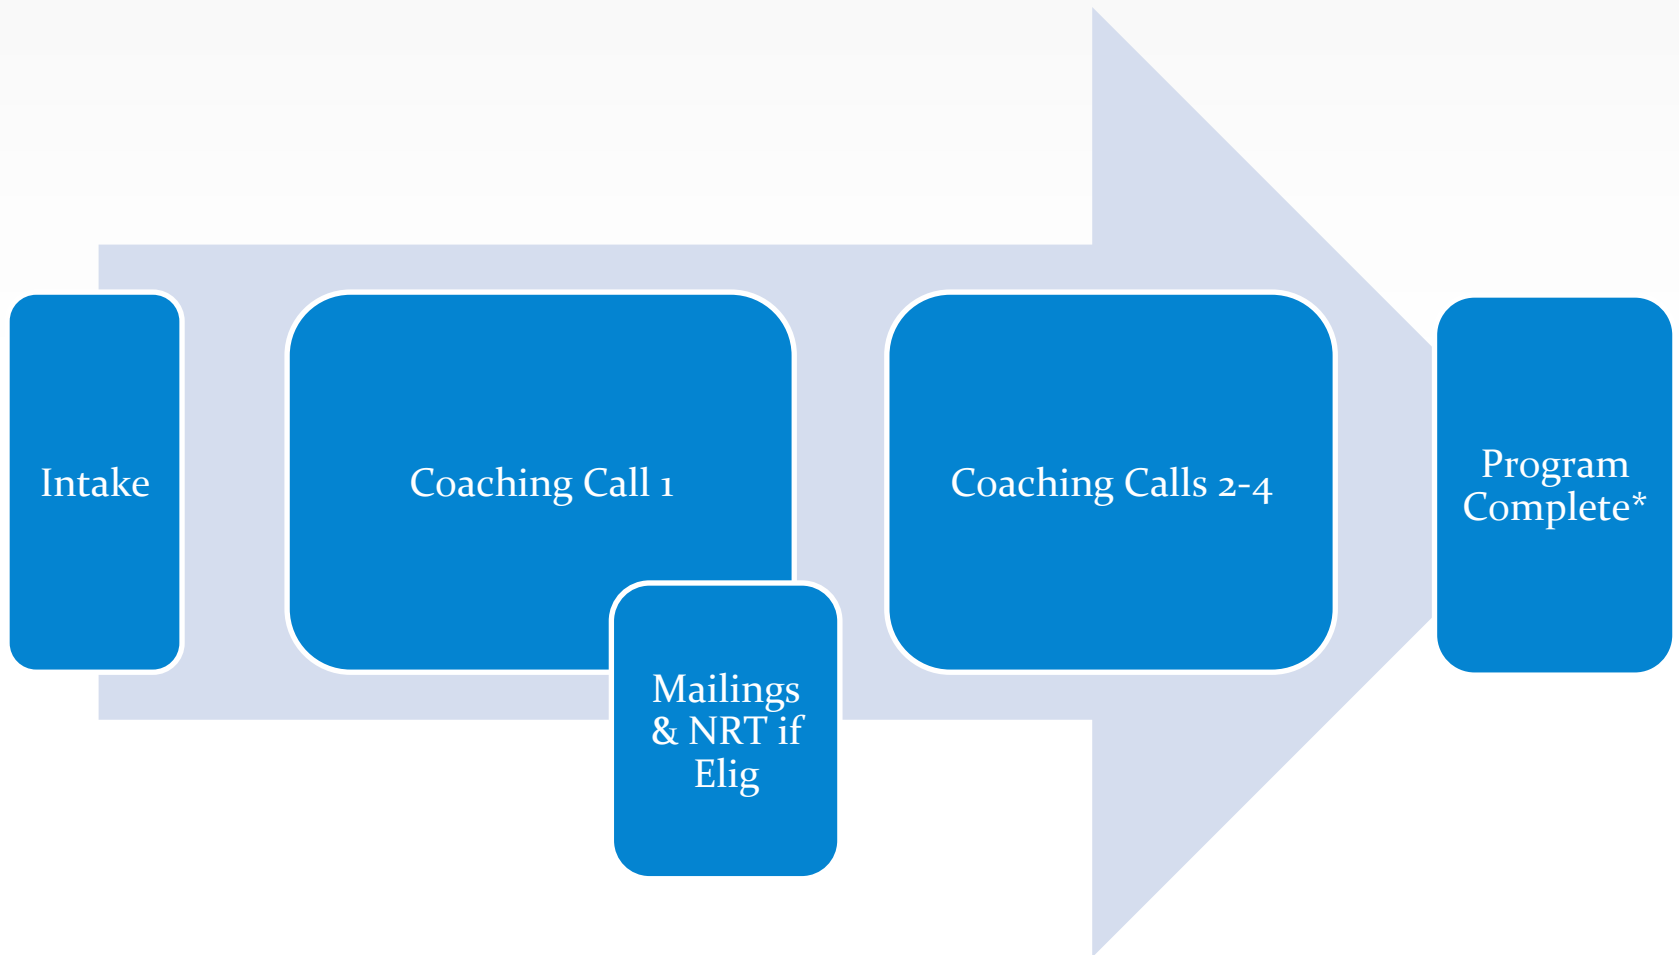 Intake
Coaching Call 1
Mailings
& NRT if
Elig
Coaching Calls 2-4
Program
Complete*